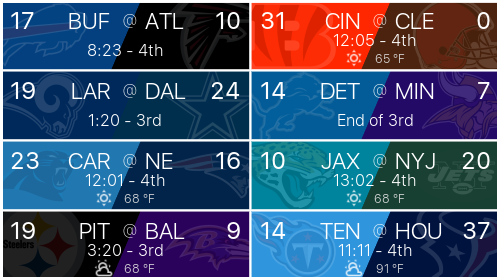 17 BUF @ ATL 10
8:23 - 4th
31 CIN @ CLE 0
12:05 - 4th
65 °F
19 LAR @ DAL 24
1:20 - 3rd
14 DET @ MIN 7
End of 3rd
23 CAR @ NE 16
12:01 - 4th
68 °F
10 JAX @ NYJ 20
13:02 - 4th
68 °F
JETS
Steelers
19 PIT @ BAL 9
3:20 - 3rd
68 °F
14 TEN @ HOU 37
11:11 - 4th
91 °F